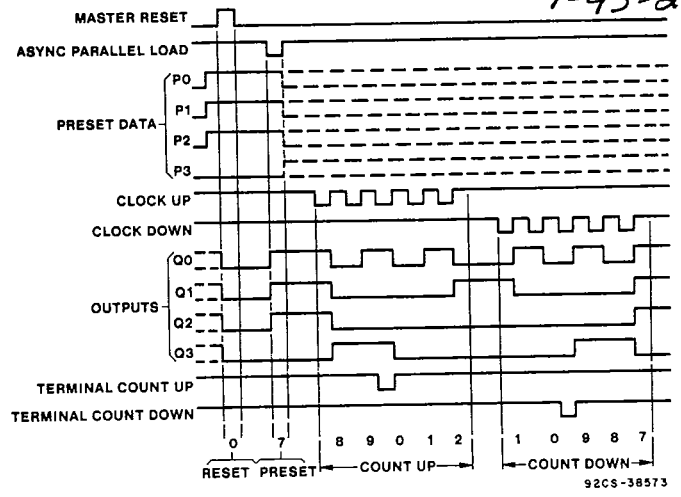 MASTER RESET
ASYNC PARALLEL LOAD
PRESET DATA
P0
P1
P2
P3
CLOCK UP
CLOCK DOWN
OUTPUTS
Q0
Q1
Q2
Q3
TERMINAL COUNT UP
TERMINAL COUNT DOWN
0 7 8 9 0 1 2 1 0 9 8 7
RESET PRESET COUNT UP COUNT DOWN
92CS-38573